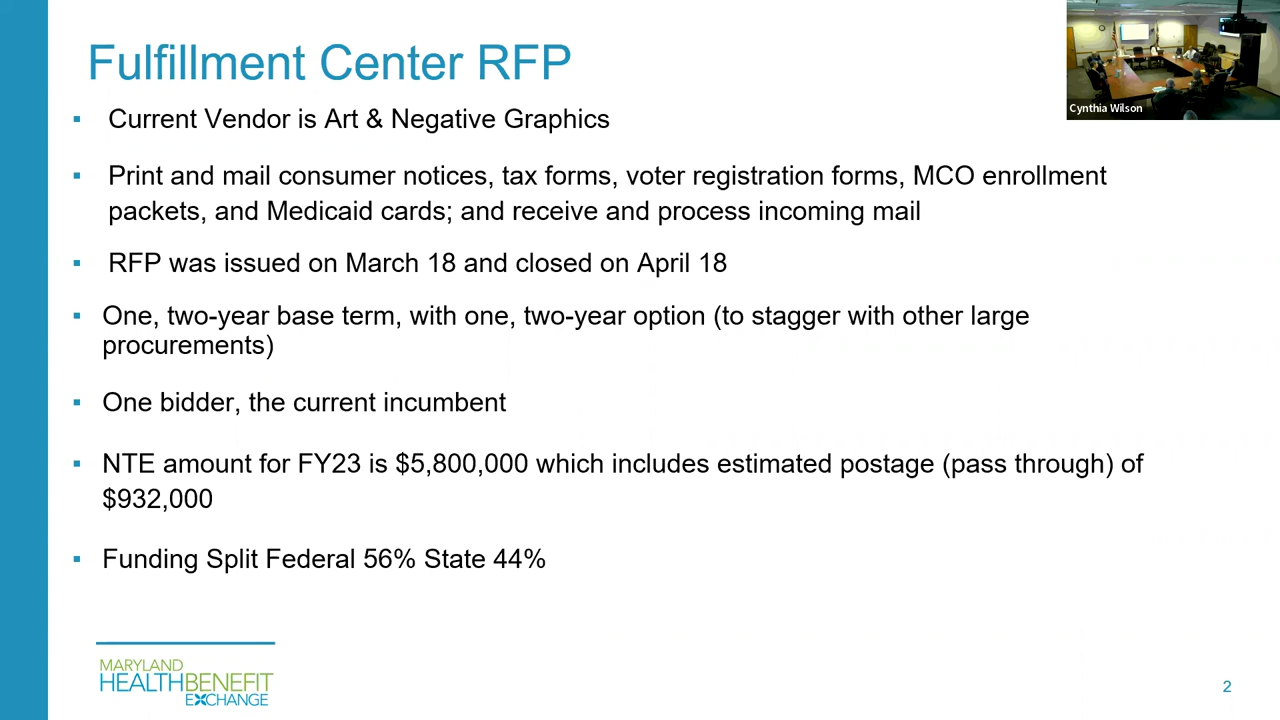 Fulfillment Center RFP
Cynthia Wilson
▪ Current Vendor is Art & Negative Graphics
▪ Print and mail consumer notices, tax forms, voter registration forms, MCO enrollment
packets, and Medicaid cards; and receive and process incoming mail
▪ RFP was issued on March 18 and closed on April 18
▪ One, two-year base term, with one, two-year option (to stagger with other large
procurements)
▪ One bidder, the current incumbent
▪ NTE amount for FY23 is $5,800,000 which includes estimated postage (pass through) of
$932,000
▪ Funding Split Federal 56% State 44%
MARYLAND
HEALTHBENEFIT
EXCHANGE
2